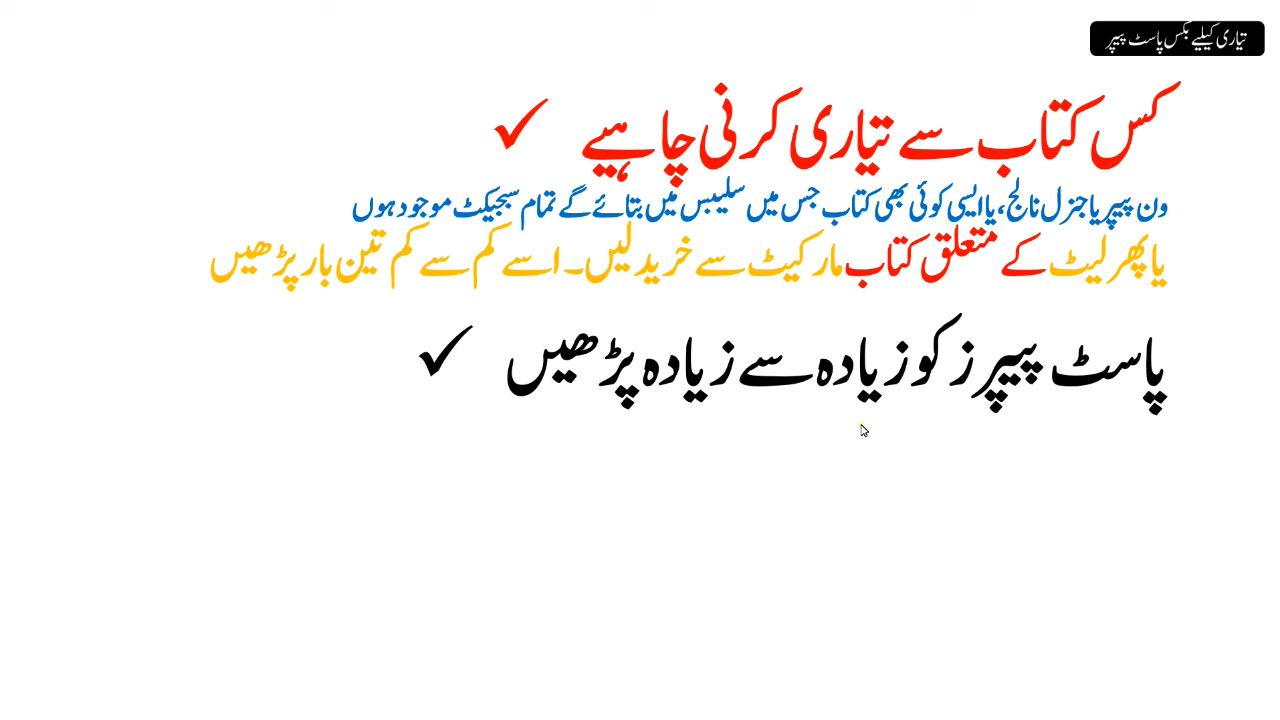 تیاری کیلیے بکس پاسٹ پیپر
کس کتاب سے تیاری کرنی چاہیے ✓
ون پیپر یا جنرل نالج، یا ایسی کوئی بھی کتاب جس میں سلیبس میں بتائے گے تمام سبجیکٹ موجود ہوں
یا پھر لیٹ کے متعلق کتاب مارکیٹ سے خرید لیں۔ اسے کم سے کم تین بار پڑھیں
پاسٹ پیپرز کو زیادہ سے زیادہ پڑھیں ✓